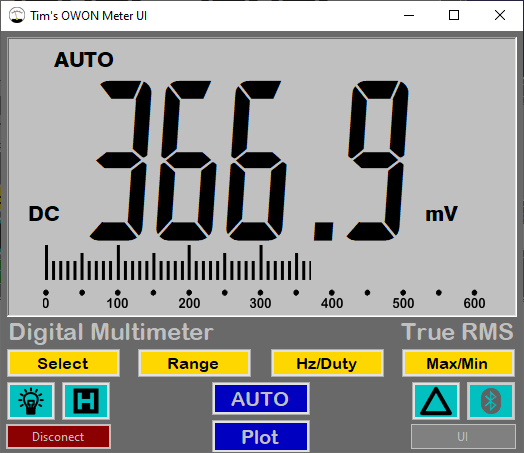 Tim's OWON Meter UI
AUTO
366.9
DC
mV
0 100 200 300 400 500 600
Digital Multimeter True RMS
Select Range Hz/Duty Max/Min
H AUTO
Disconect Plot UI